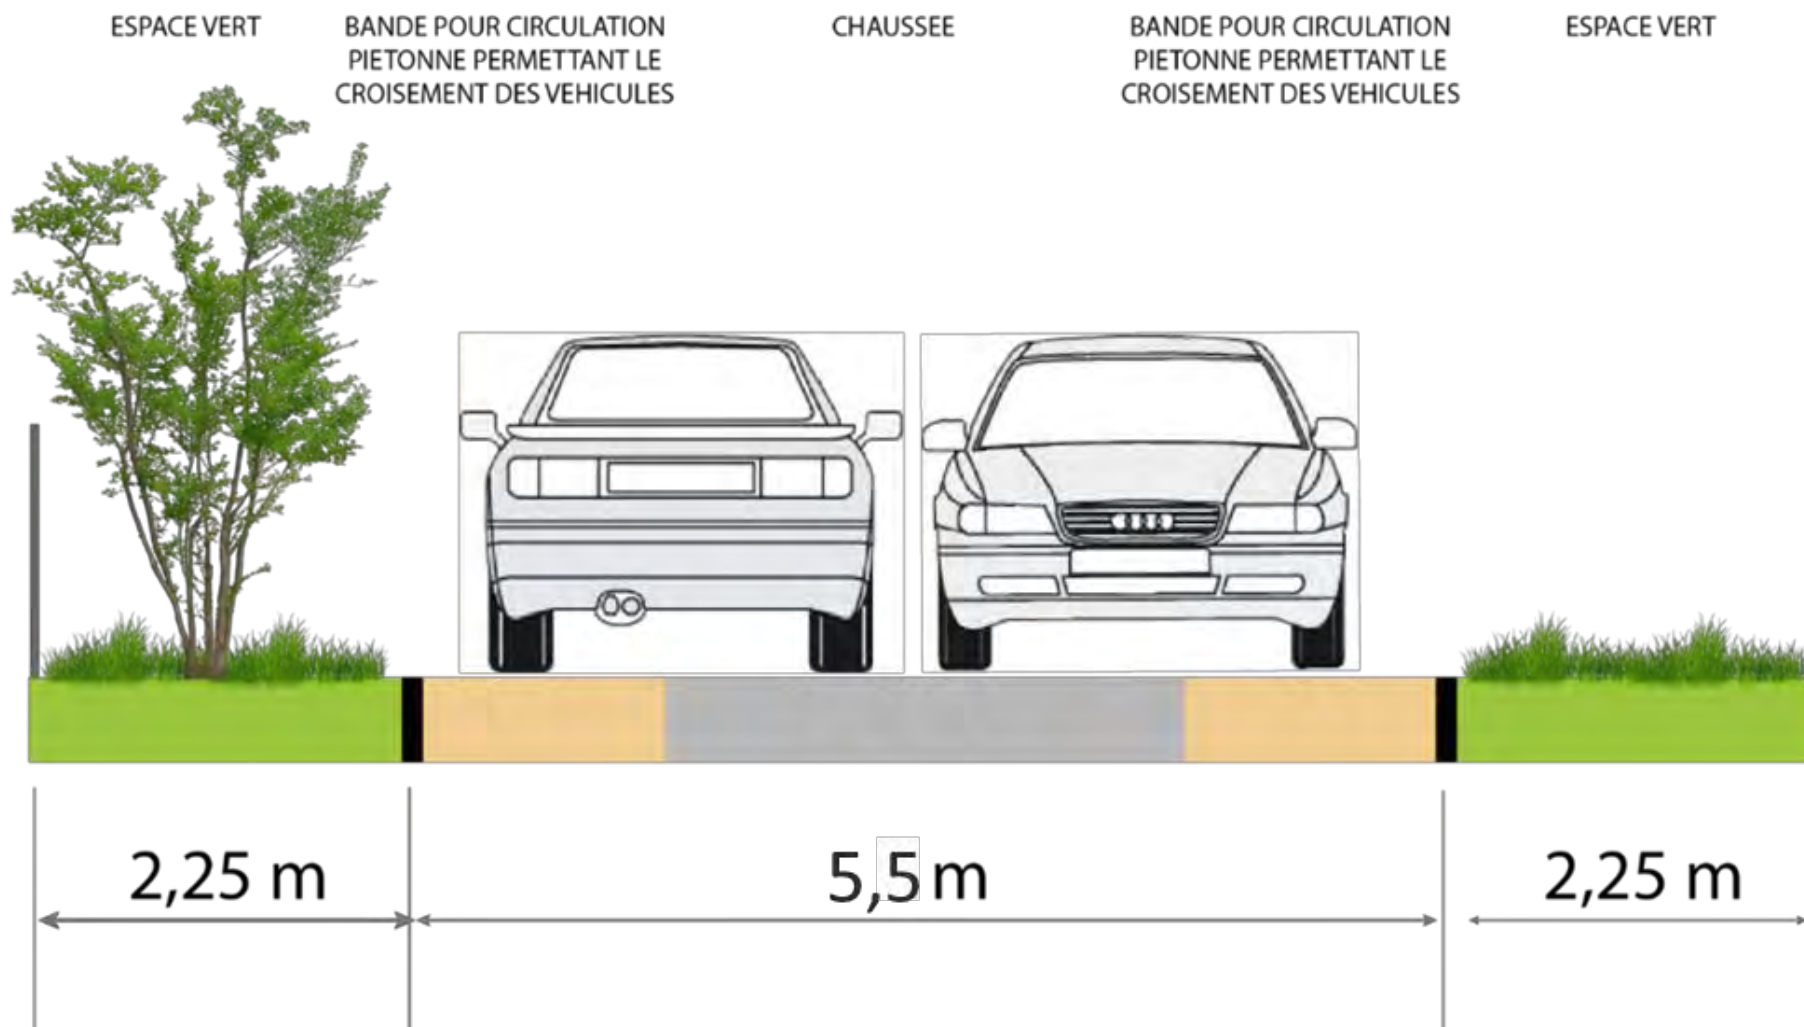 ESPACE VERT
BANDE POUR CIRCULATION
PIETONNE PERMETTANT LE
CROISEMENT DES VEHICULES
CHAUSSEE
BANDE POUR CIRCULATION
PIETONNE PERMETTANT LE
CROISEMENT DES VEHICULES
ESPACE VERT
2,25 m
5,5 m
2,25 m